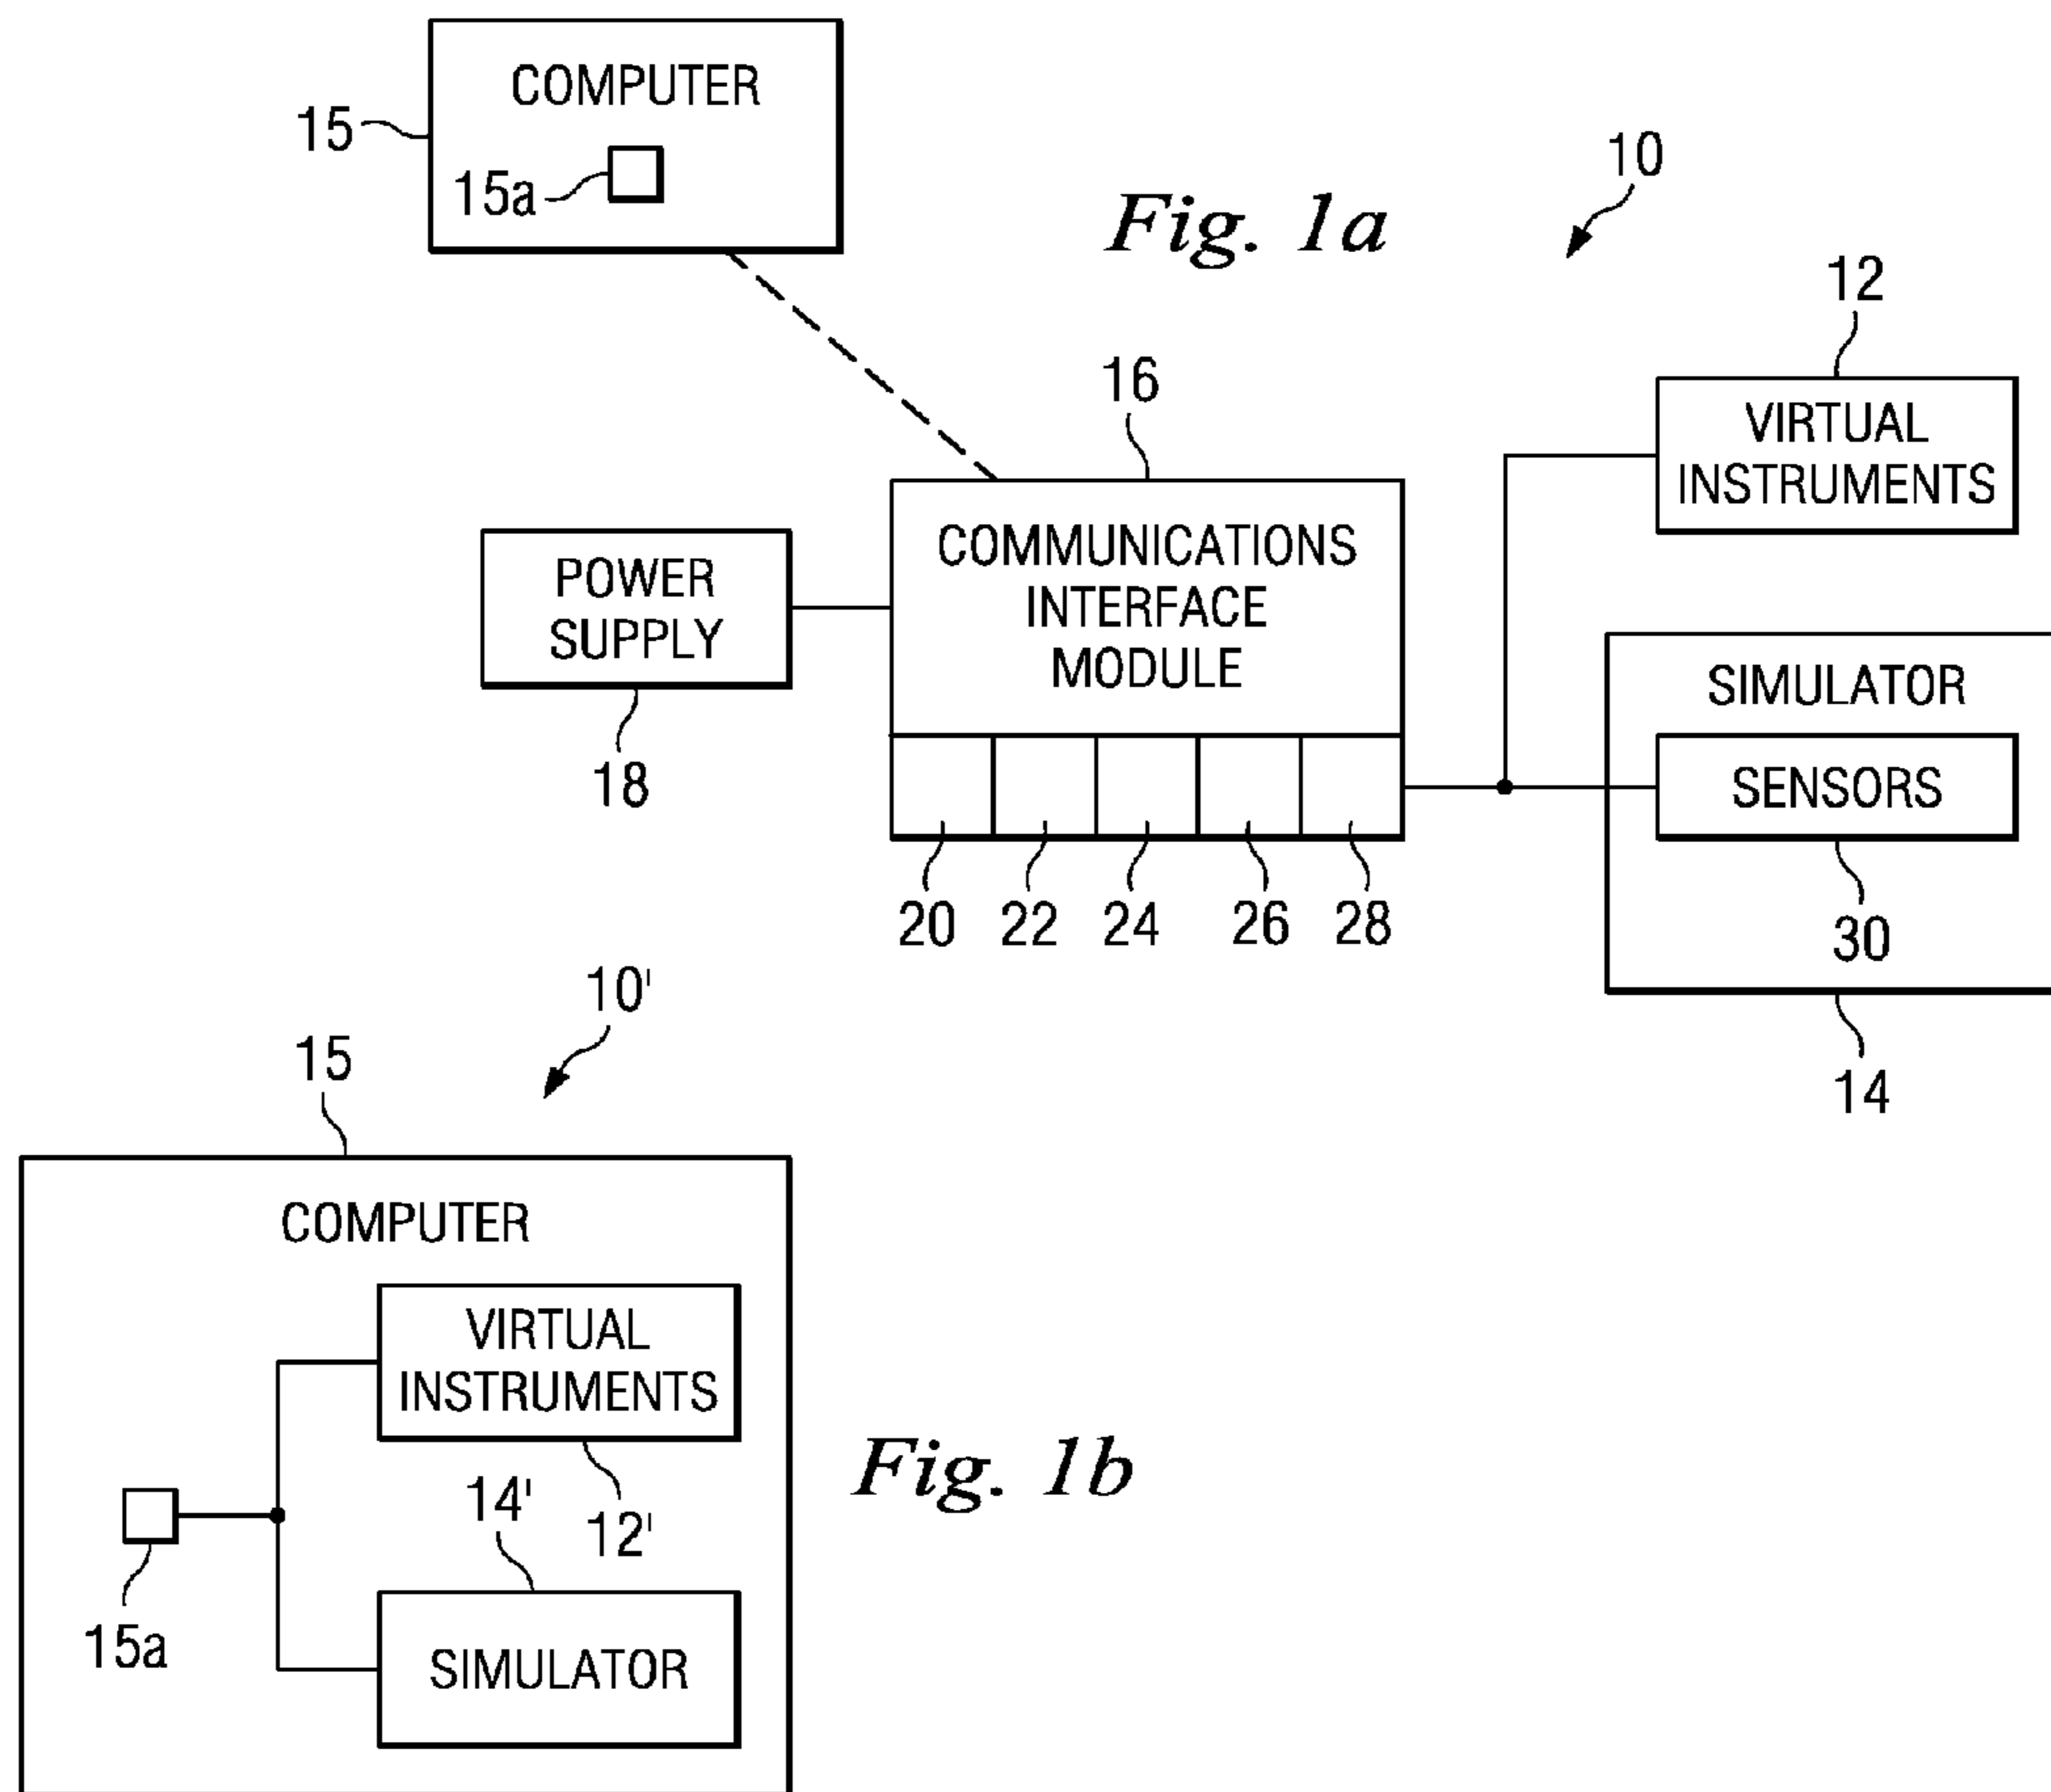 COMPUTER
15
15a
Fig. 1a
10
12
VIRTUAL
INSTRUMENTS
16
COMMUNICATIONS
INTERFACE
MODULE
POWER
SUPPLY
18
SIMULATOR
SENSORS
30
14
20 22 24 26 28
10'
15
COMPUTER
VIRTUAL
INSTRUMENTS
12'
14'
15a
SIMULATOR
Fig. 1b